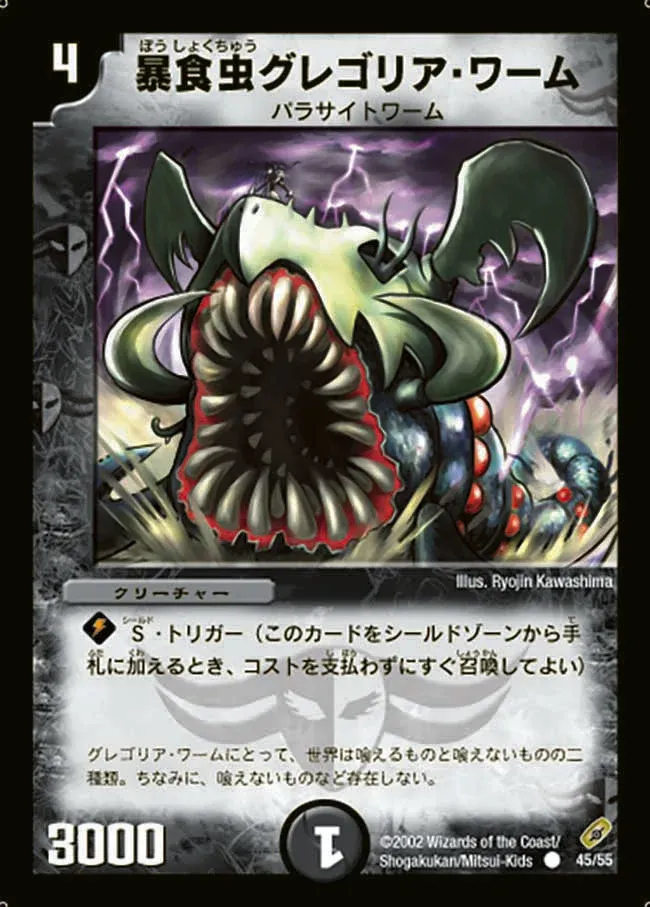 4
ぼう しょくちゅう
暴食虫グレゴリア・ワーム
パラサイトワーム
Illus. Ryojin Kawashima
クリーチャー
シールド て
S・トリガー（このカードをシールドゾーンから手
ふだ くわ し はら しょうかん
札に加えるとき、コストを支払わずにすぐ召喚してよい）
グレゴリア・ワームにとって、世界は喰えるものと喰えないものの二
種類。ちなみに、喰えないものなど存在しない。
3000
1
©2002 Wizards of the Coast/
Shogakukan/Mitsui-Kids
45/55